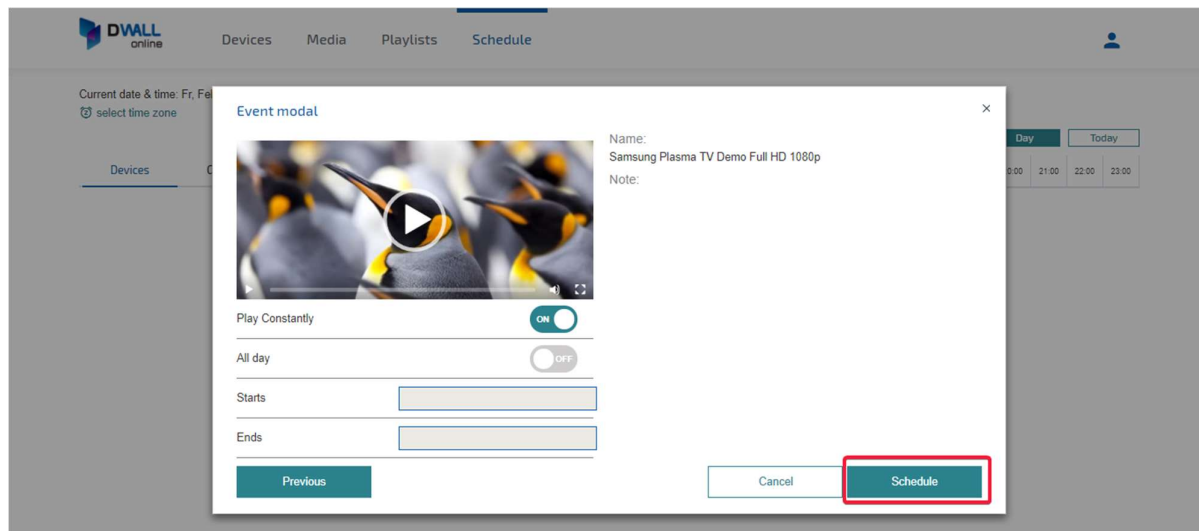 DWALL
online
Devices
Media
Playlists
Schedule
Current date & time: Fr, Fe
select time zone
Devices
Day
Today
21:00
22:00
23:00
Event modal
×
Name:
Samsung Plasma TV Demo Full HD 1080p
Note:
Play Constantly
ON
All day
OFF
Starts
Ends
Previous
Cancel
Schedule